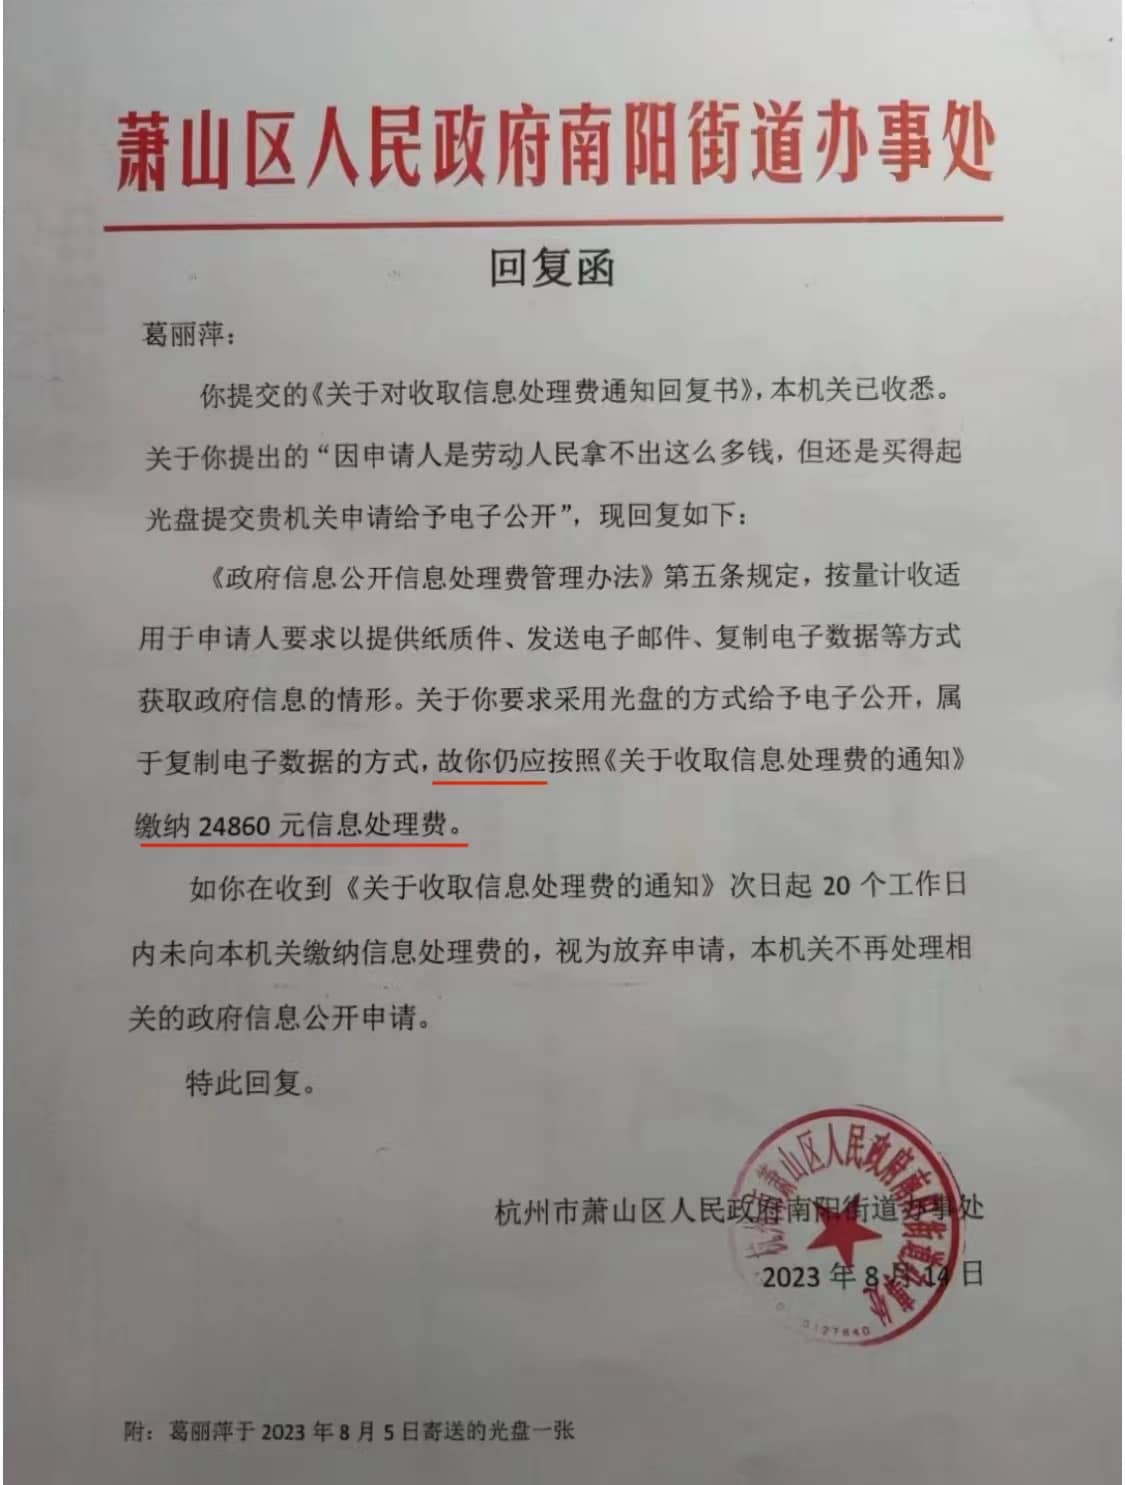 萧山区人民政府南阳街道办事处
回复函
葛丽萍：
你提交的《关于对收取信息处理费通知回复书》，本机关已收悉。
关于你提出的“因申请人是劳动人民拿不出这么多钱，但还是买得起
光盘提交贵机关申请给予电子公开”，现回复如下：
《政府信息公开信息处理费管理办法》第五条规定，按量计收适
用于申请人要求以提供纸质件、发送电子邮件、复制电子数据等方式
获取政府信息的情形。关于你要求采用光盘的方式给予电子公开，属
于复制电子数据的方式，故你仍应按照《关于收取信息处理费的通知》
缴纳 24860 元信息处理费。
如你在收到《关于收取信息处理费的通知》次日起 20 个工作日
内未向本机关缴纳信息处理费的，视为放弃申请，本机关不再处理相
关的政府信息公开申请。
特此回复。
杭州市萧山区人民政府南阳街道办事处
2023 年 8 月 14 日
杭州市萧山区人民政府南阳街道办事处
附：葛丽萍于 2023 年 8 月 5 日寄送的光盘一张